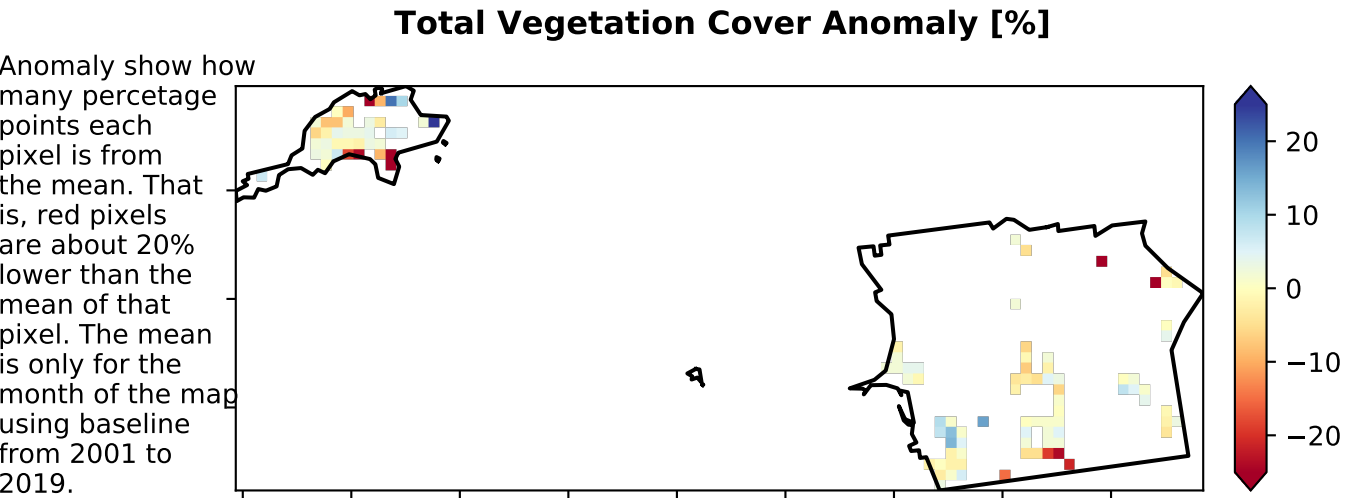 Total Vegetation Cover Anomaly [%]
Anomaly show how
many percetage
points each
pixel is from
the mean. That
is, red pixels
are about 20%
lower than the
mean of that
pixel. The mean
is only for the
month of the map
using baseline
from 2001 to
2019.
20
10
0
−10
−20